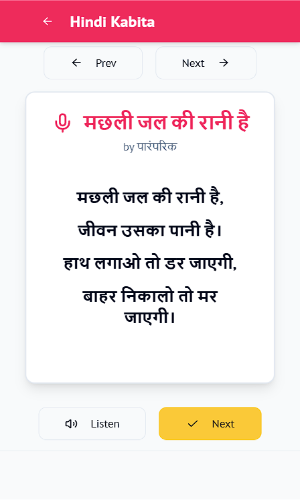 Hindi Kabita
Prev
Next
मछली जल की रानी है
by पारंपरिक
मछली जल की रानी है,
जीवन उसका पानी है।
हाथ लगाओ तो डर जाएगी,
बाहर निकालो तो मर
जाएगी।
Listen
Next